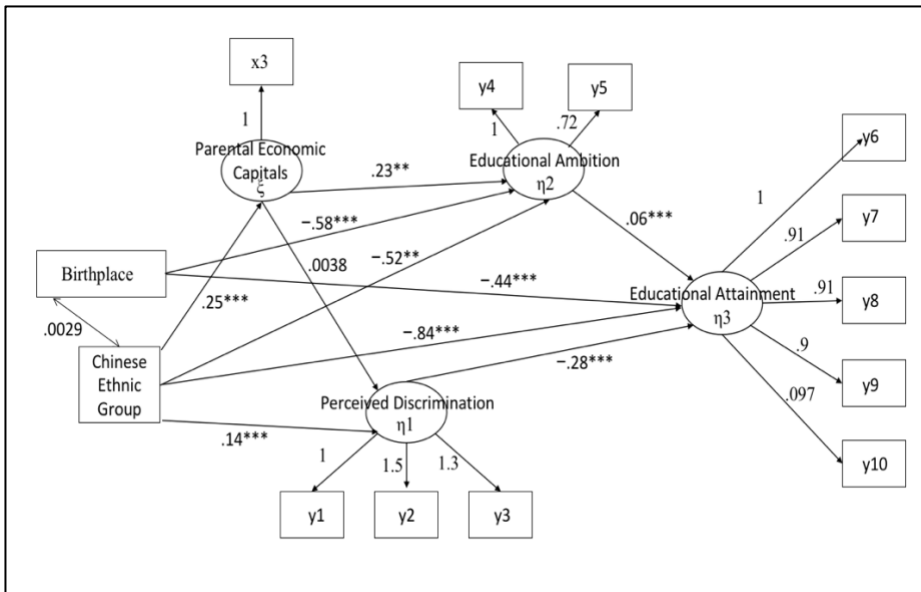 x3
y4
y5
1
1
.72
y6
Parental Economic
Capitals
ξ
Educational Ambition
η2
.23**
1
y7
−.58***
.06***
.91
Birthplace
−.52**
.0038
y8
.25***
−.44***
Educational Attainment
η3
.91
.0029
Chinese
Ethnic
Group
−.84***
.9
y9
−.28***
Perceived Discrimination
η1
.097
.14***
y10
1
1.5
1.3
y1
y2
y3